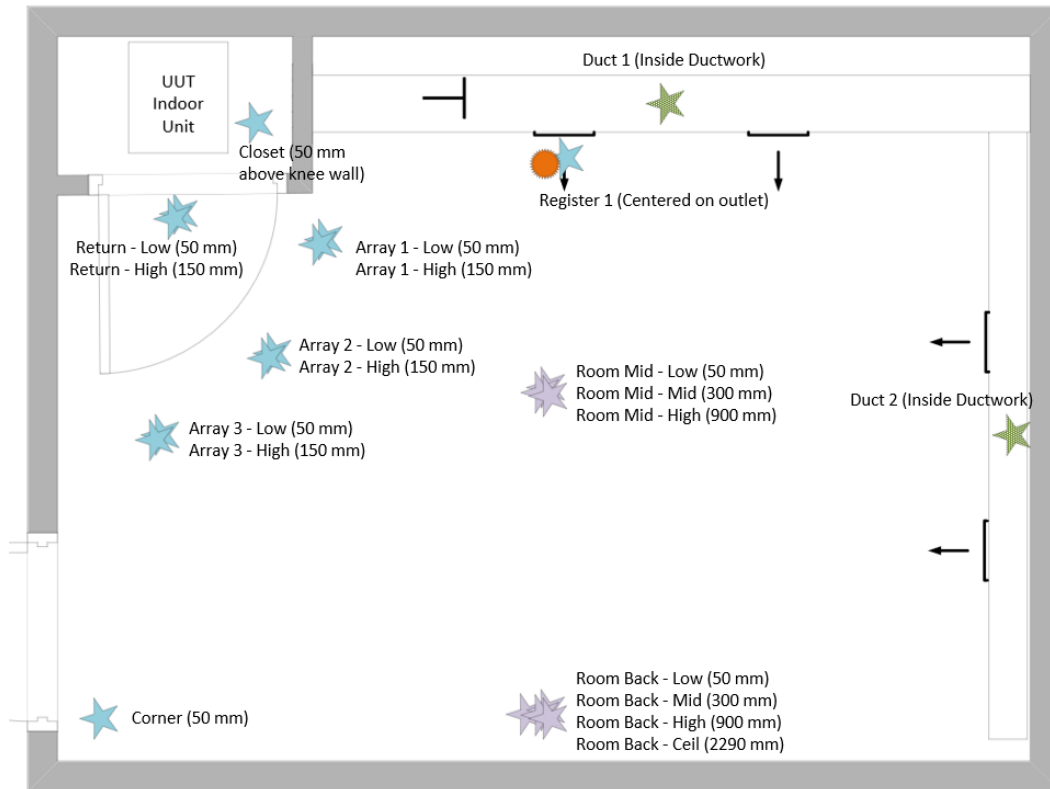 Duct 1 (Inside Ductwork)
UUT
Indoor
Unit
Closet (50 mm
above knee wall)
Register 1 (Centered on outlet)
Return - Low (50 mm)
Return - High (150 mm)
Array 1 - Low (50 mm)
Array 1 - High (150 mm)
Array 2 - Low (50 mm)
Array 2 - High (150 mm)
Room Mid - Low (50 mm)
Room Mid - Mid (300 mm)
Room Mid - High (900 mm)
Duct 2 (Inside Ductwork)
Array 3 - Low (50 mm)
Array 3 - High (150 mm)
Room Back - Low (50 mm)
Room Back - Mid (300 mm)
Room Back - High (900 mm)
Room Back - Ceil (2290 mm)
Corner (50 mm)